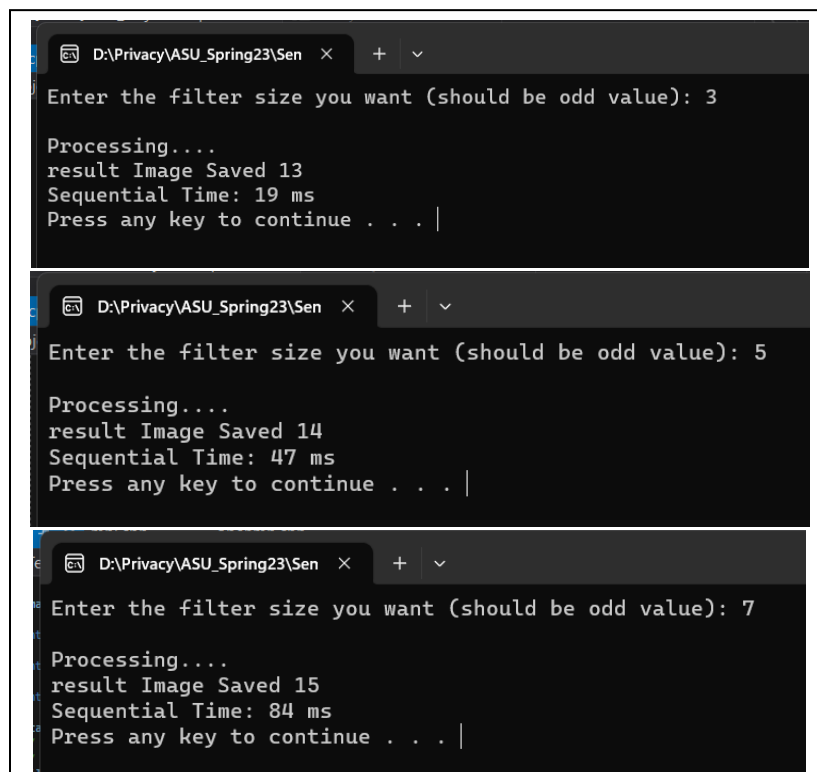 D:\Privacy\ASU_Spring23\Sen
Enter the filter size you want (should be odd value): 3
Processing....
result Image Saved 13
Sequential Time: 19 ms
Press any key to continue . . .
D:\Privacy\ASU_Spring23\Sen
Enter the filter size you want (should be odd value): 5
Processing....
result Image Saved 14
Sequential Time: 47 ms
Press any key to continue . . .
D:\Privacy\ASU_Spring23\Sen
Enter the filter size you want (should be odd value): 7
Processing....
result Image Saved 15
Sequential Time: 84 ms
Press any key to continue . . .